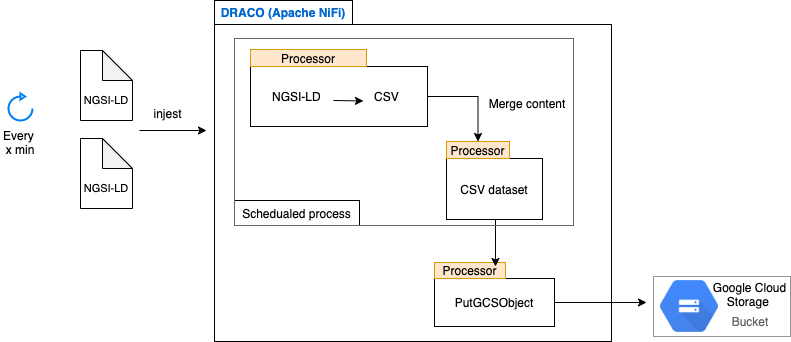 DRACO (Apache NiFi)
Processor
NGSI-LD
CSV
NGSI-LD
injest
Merge content
Every
x min
Processor
NGSI-LD
CSV dataset
Schedualed process
Processor
PutGCSObject
Google Cloud
Storage
Bucket